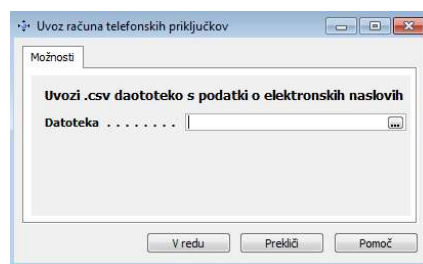 Uvoz računa telefonskih priključkov
Možnosti
Uvozi .csv daototeko s podatki o elektronskih naslovih
Datoteka . . . . . . . .
...
V redu
Prekliči
Pomoč